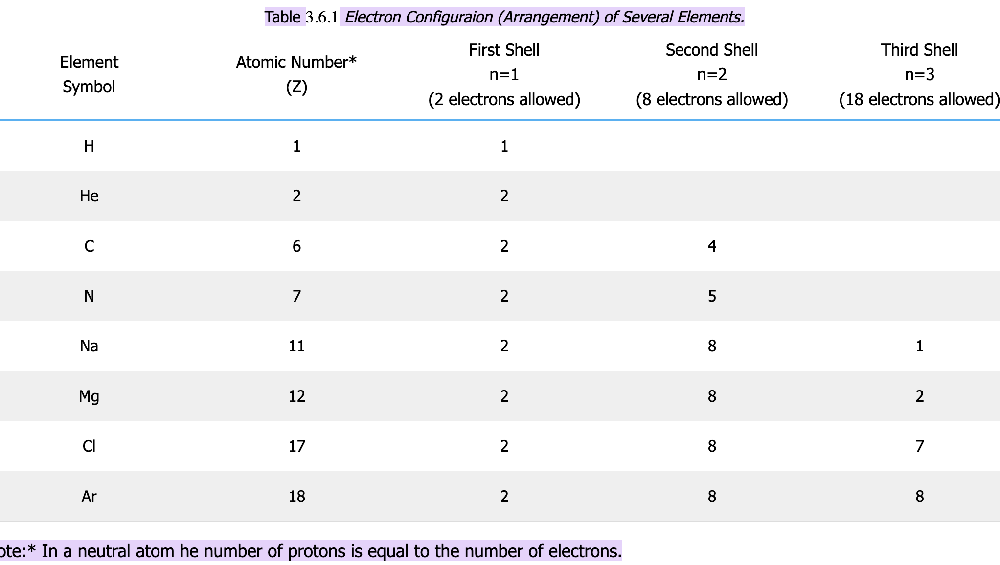 Table 3.6.1 Electron Configuraion (Arrangement) of Several Elements.
Element Symbol Atomic Number* (Z) First Shell n=1 (2 electrons allowed) Second Shell n=2 (8 electrons allowed) Third Shell n=3 (18 electrons allowed)
H 1 1
He 2 2
C 6 2 4
N 7 2 5
Na 11 2 8 1
Mg 12 2 8 2
Cl 17 2 8 7
Ar 18 2 8 8
ote:* In a neutral atom he number of protons is equal to the number of electrons.